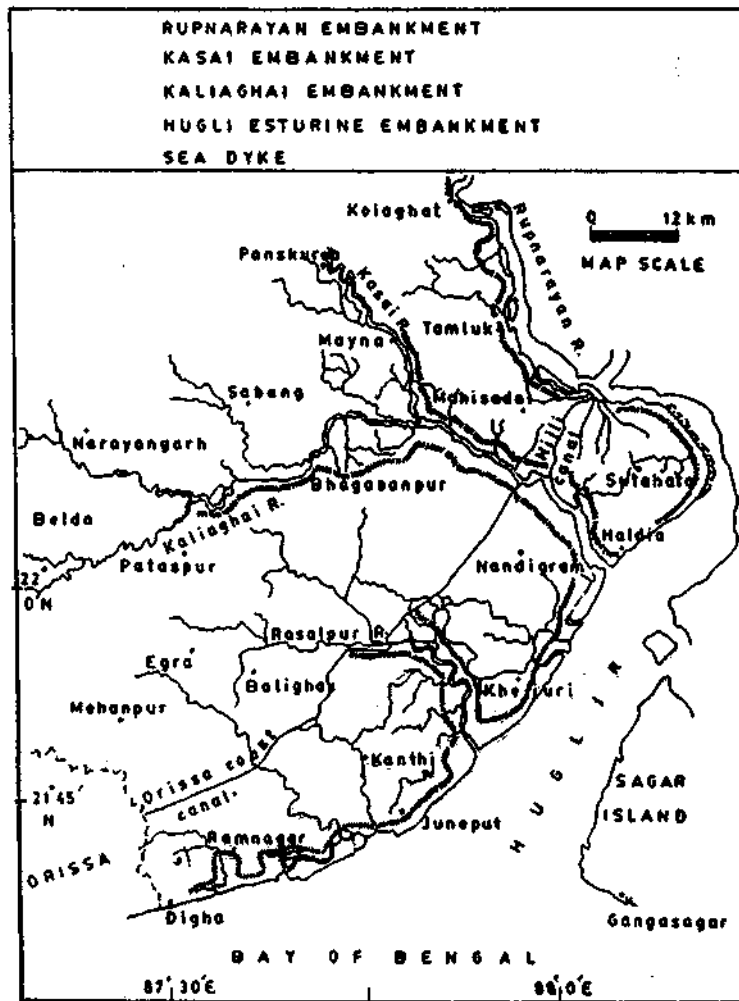 RUPNARAYAN EMBANKMENT
KASAI EMBANKMENT
KALIAGHAI EMBANKMENT
HUGLI ESTURINE EMBANKMENT
SEA DYKE
Kolaghat
0 12 km
MAP SCALE
Rupnarayan R.
Panskura
Kasai R.
Tamluk
Mayna
Mahisadal
Sabang
Hijli
canal
Narayangarh
Sutahata
Bhagabanpur
Belda
Kaliaghai R.
Haldia
Pataspur
Nandigram
22°
0'N
Rasalpur R.
Egra
Balighai
Khejuri
Mohanpur
HUGLI R
Kanthi
Orissa coast
canal
SAGAR
ISLAND
21°45'
N
Juneput
Ramnagar
ORISSA
Digha
Gangasagar
BAY OF BENGAL
87°30'E
88°0'E